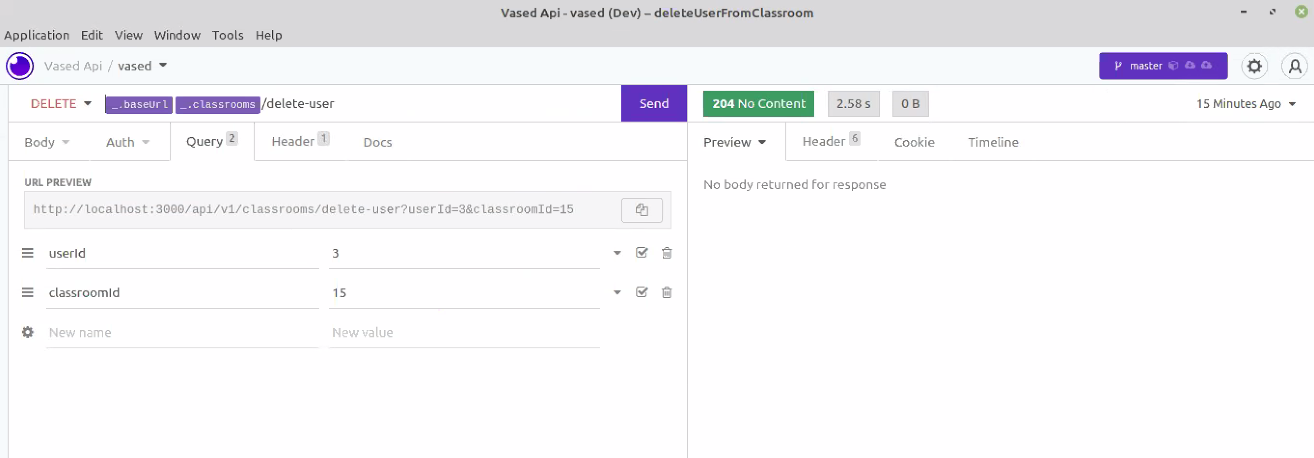 Vased Api - vased (Dev) – deleteUserFromClassroom
Application Edit View Window Tools Help
Vased Api / vased
master
DELETE _.baseUrl _.classrooms /delete-user
Send
204 No Content 2.58 s 0 B
15 Minutes Ago
Body Auth Query 2 Header 1 Docs
Preview Header 6 Cookie Timeline
URL PREVIEW
http://localhost:3000/api/v1/classrooms/delete-user?userId=3&classroomId=15
No body returned for response
userId 3
classroomId 15
New name New value